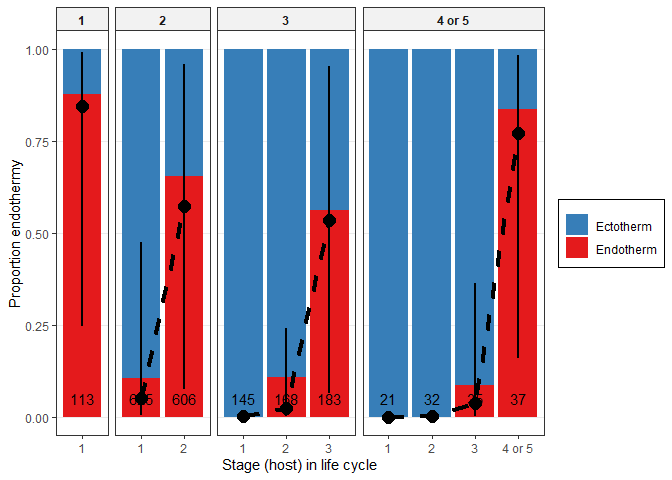 1 2 3 4 or 5
1.00
0.75
0.50
0.25
0.00
Proportion endothermy
113 606 145 183 21 32 37
1 1 2 1 2 3 1 2 3 4 or 5
Stage (host) in life cycle
Ectotherm
Endotherm